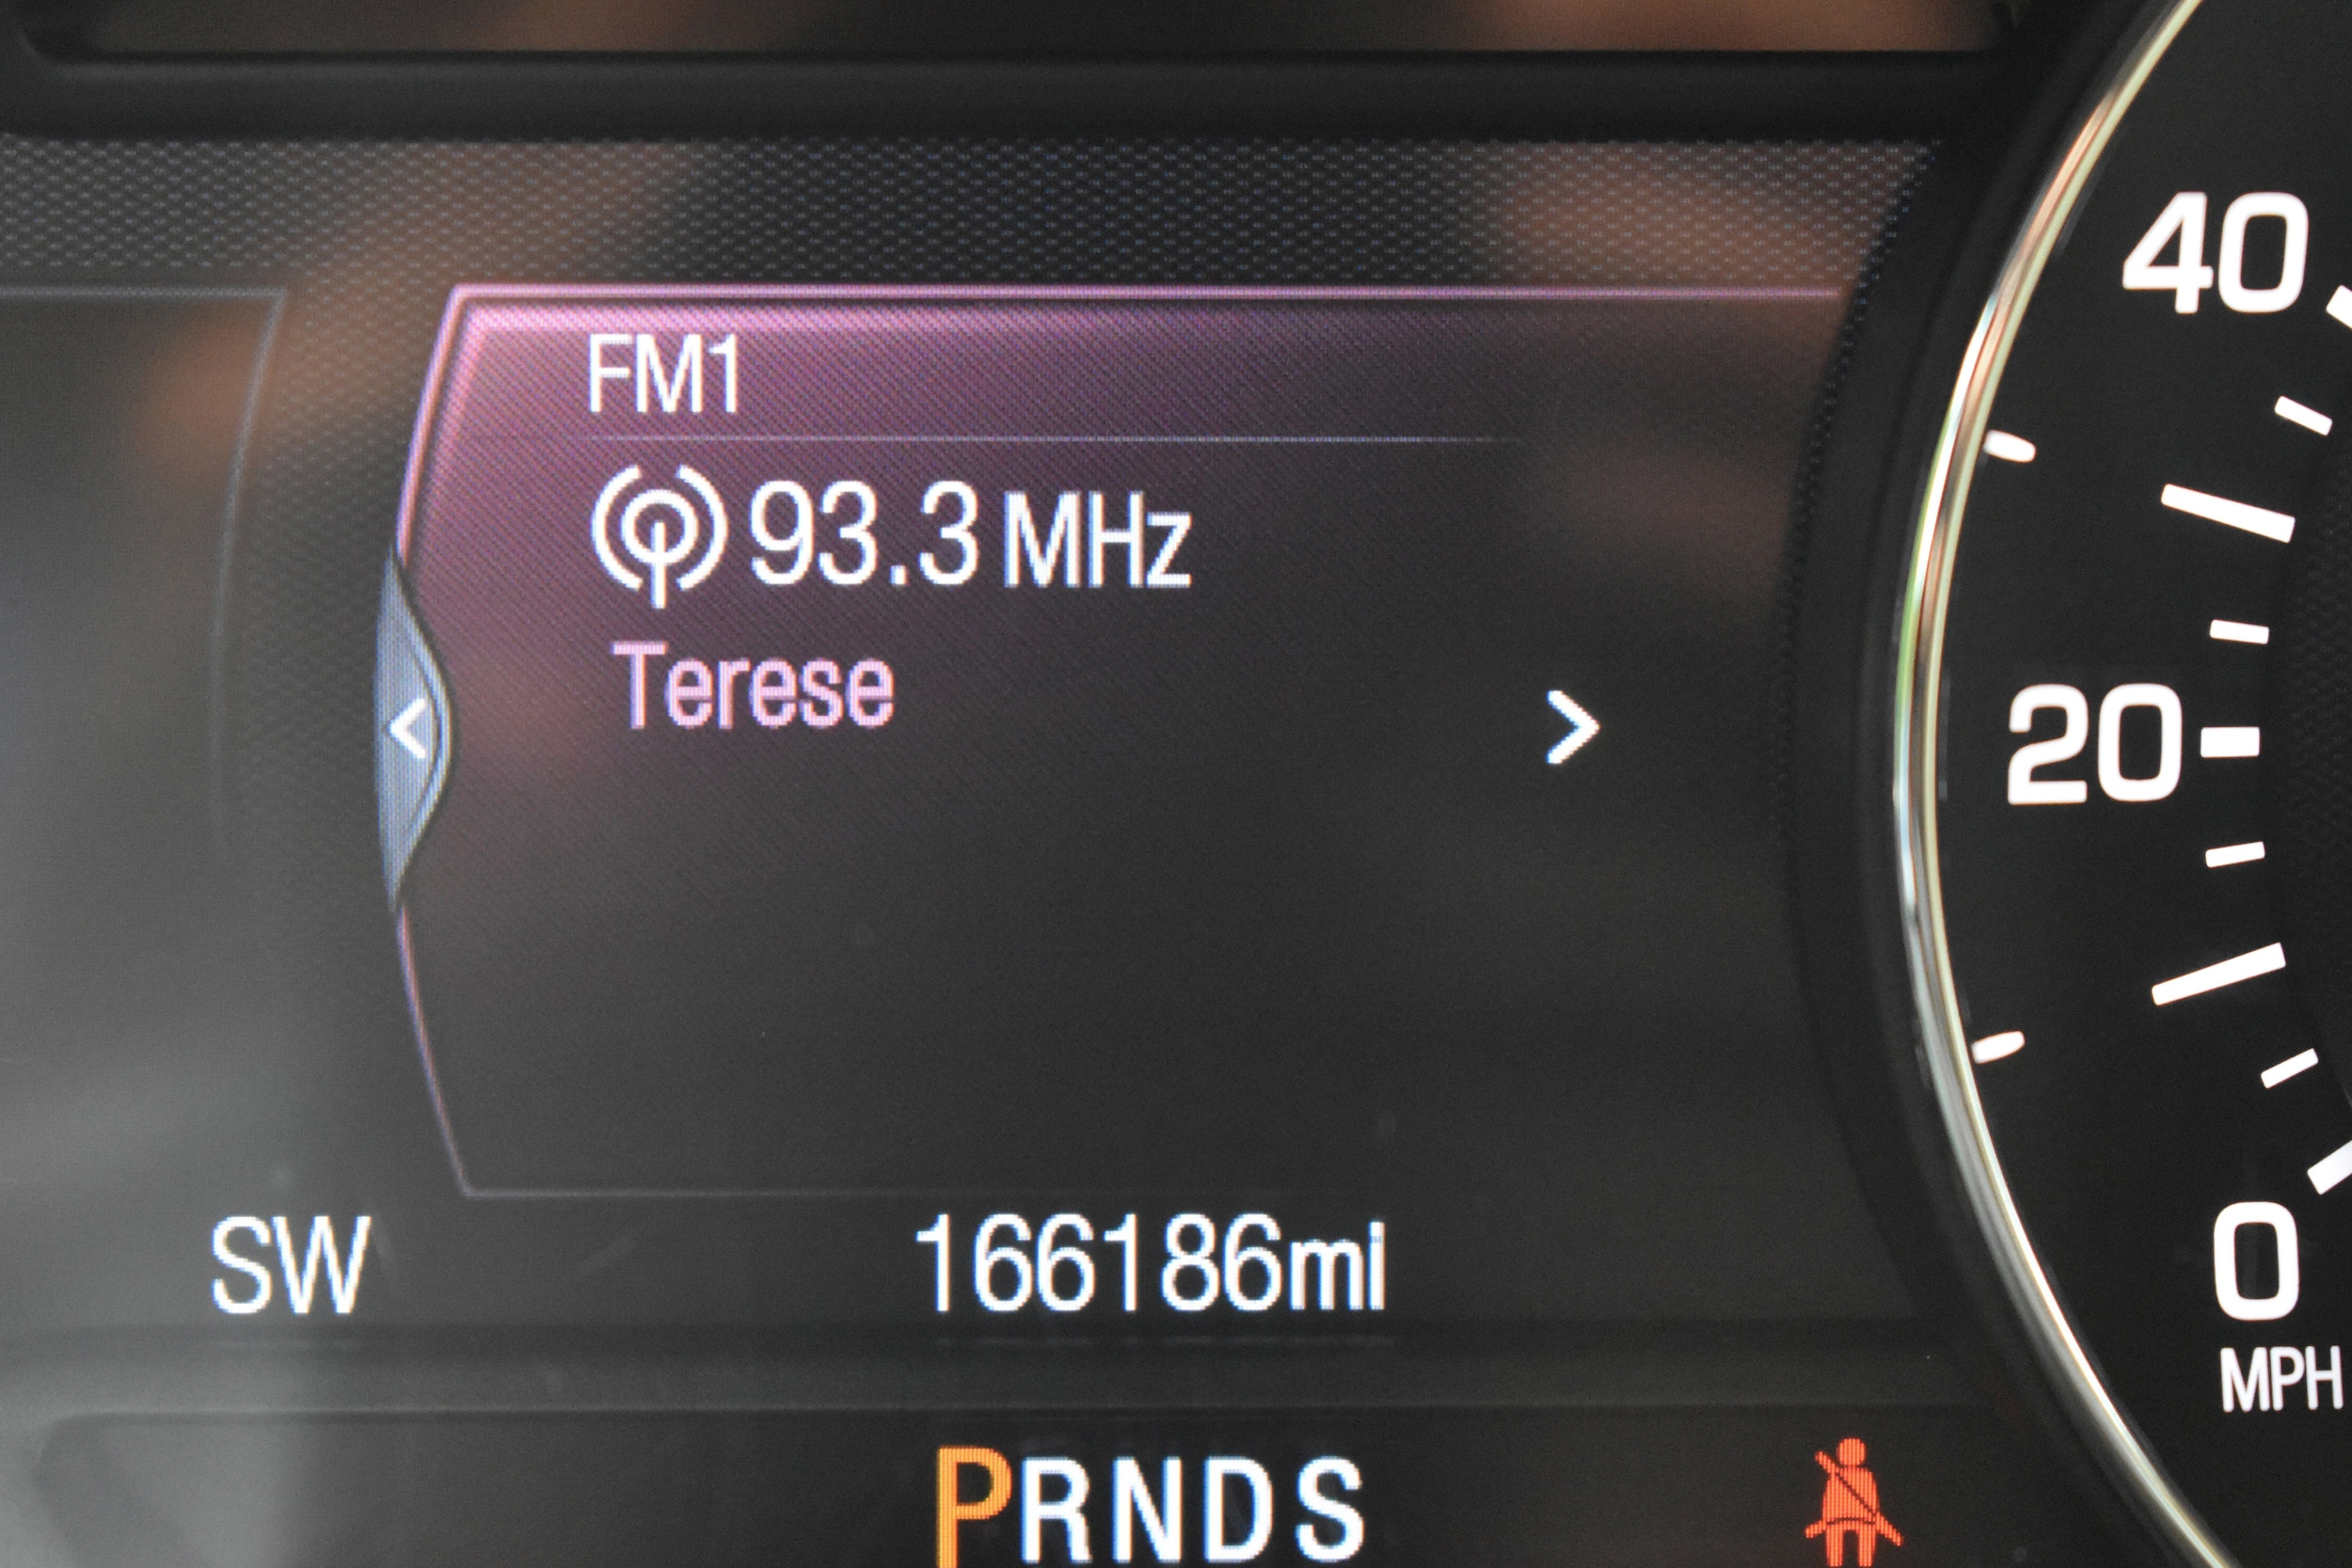 FM1
93.3 MHz
Terese
40
20
0
MPH
SW
166186mi
PRNDS